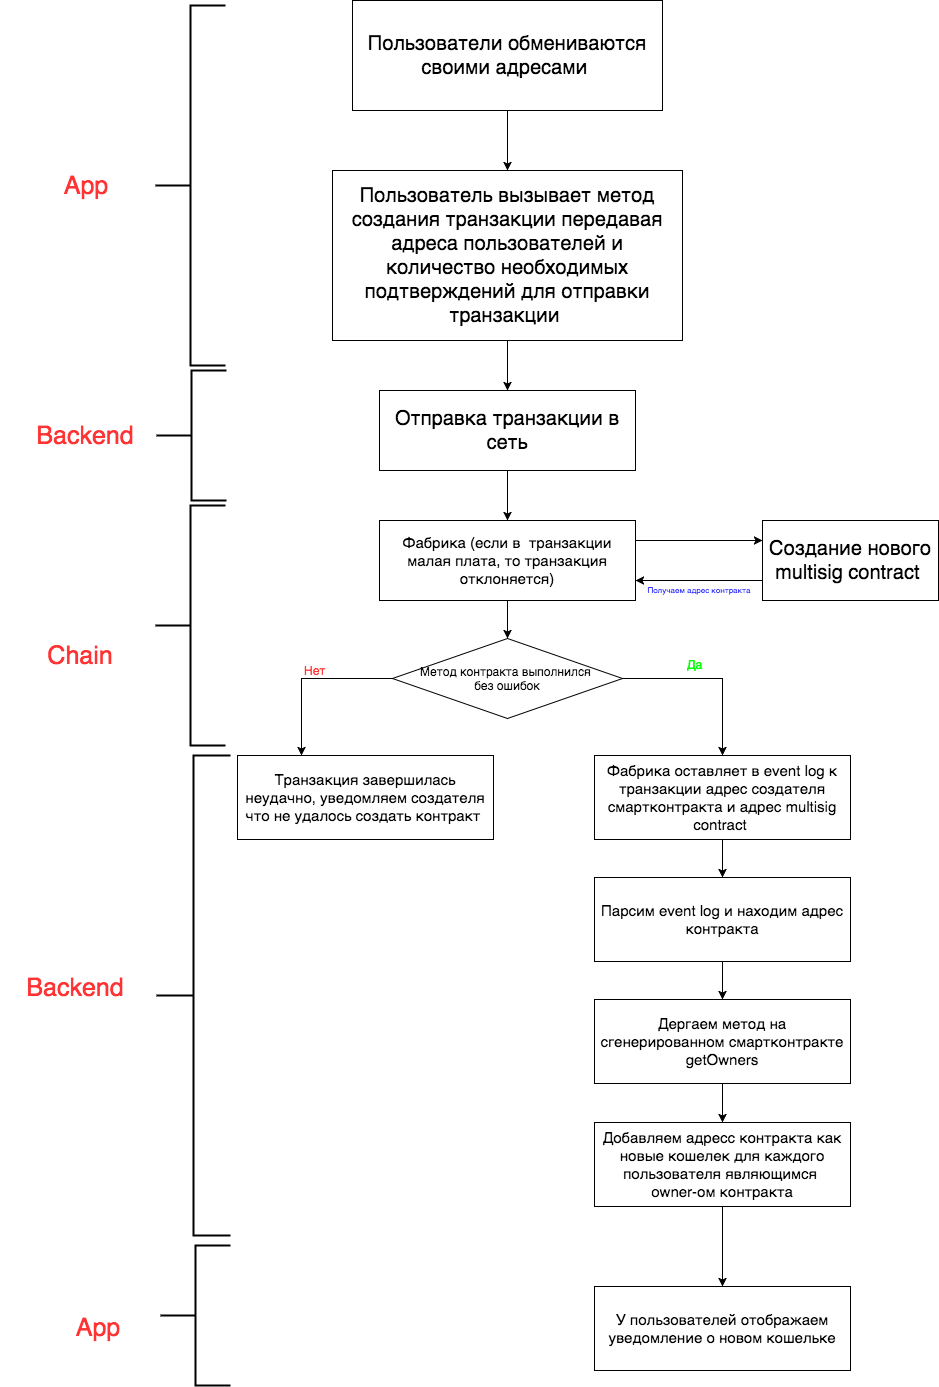 Пользователи обмениваются
своими адресами
App
Пользователь вызывает метод
создания транзакции передавая
адреса пользователей и
количество необходимых
подтверждений для отправки
транзакции
Backend
Отправка транзакции в
сеть
Фабрика (если в транзакции
малая плата, то транзакция
отклоняется)
Создание нового
multisig contract
Получаем адрес контракта
Chain
Метод контракта выполнился
без ошибок
Нет
Да
Транзакция завершилась
неудачно, уведомляем создателя
что не удалось создать контракт
Фабрика оставляет в event log к
транзакции адрес создателя
смартконтракта и адрес multisig
contract
Парсим event log и находим адрес
контракта
Backend
Дергаем метод на
сгенерированном смартконтракте
getOwners
Добавляем адресс контракта как
новые кошелек для каждого
пользователя являющимся
owner-ом контракта
App
У пользователей отображаем
уведомление о новом кошельке